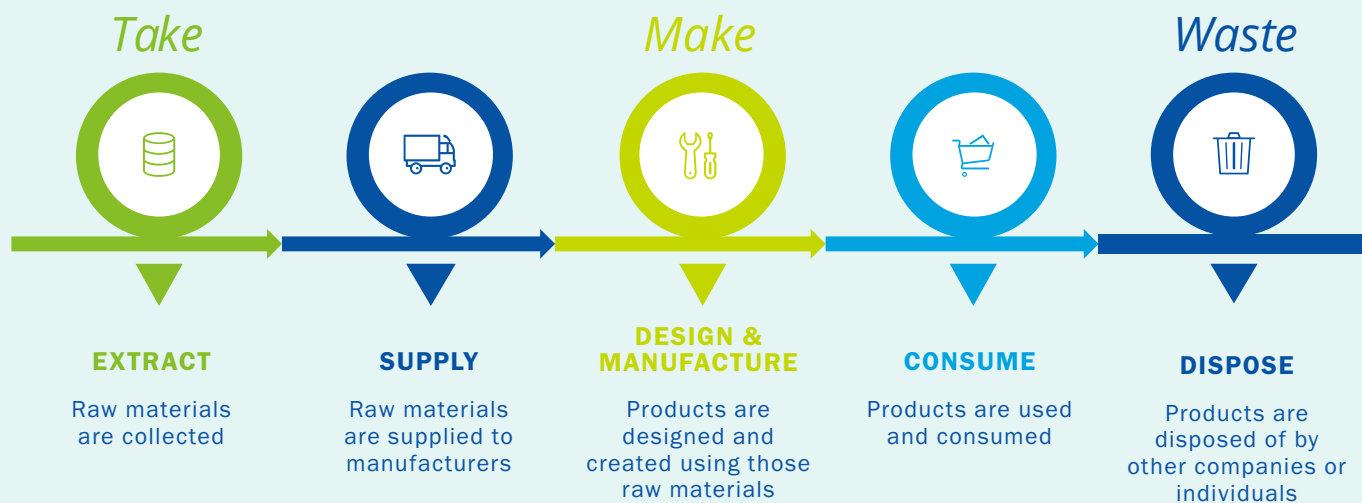 Take
Make
Waste
EXTRACT
Raw materials
are collected
SUPPLY
Raw materials
are supplied to
manufacturers
DESIGN &
MANUFACTURE
Products are
designed and
created using those
raw materials
CONSUME
Products are used
and consumed
DISPOSE
Products are
disposed of by
other companies or
individuals